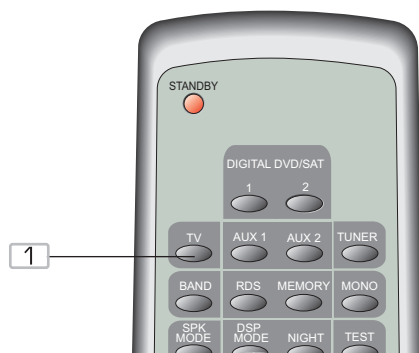 STANDBY
DIGITAL DVD/SAT
1 2
TV AUX 1 AUX 2 TUNER
1
BAND RDS MEMORY MONO
SPK MODE DSP MODE NIGHT TEST